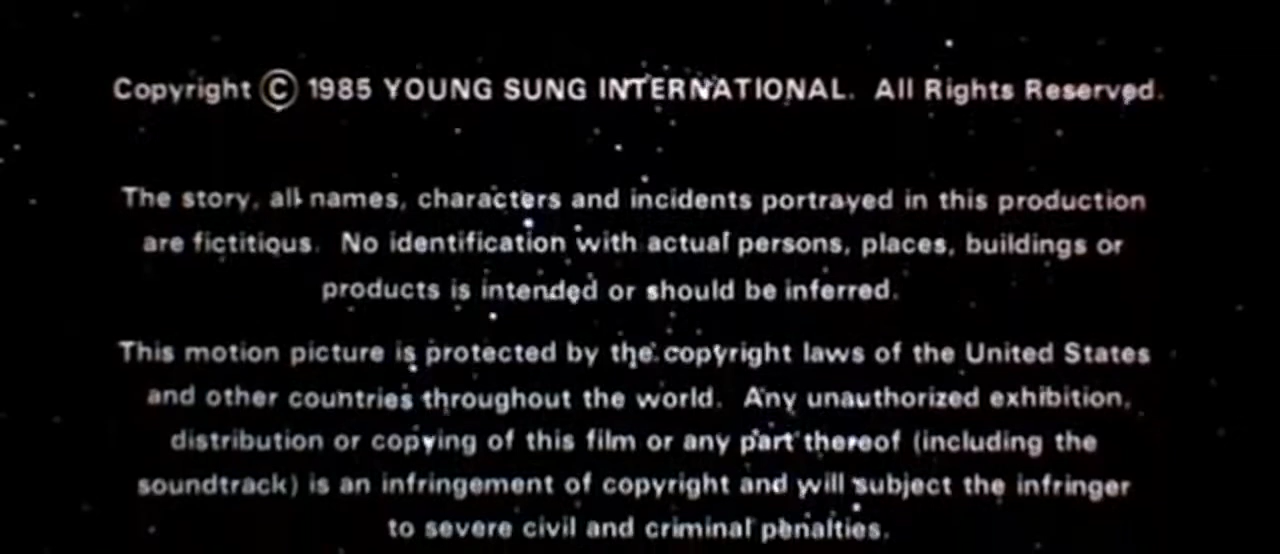 Copyright © 1985 YOUNG SUNG INTERNATIONAL. All Rights Reserved.
The story, all names, characters and incidents portrayed in this production
are fictitious. No identification with actual persons, places, buildings or
products is intended or should be inferred.
This motion picture is protected by the copyright laws of the United States
and other countries throughout the world. Any unauthorized exhibition,
distribution or copying of this film or any part thereof (including the
soundtrack) is an infringement of copyright and will subject the infringer
to severe civil and criminal penalties.